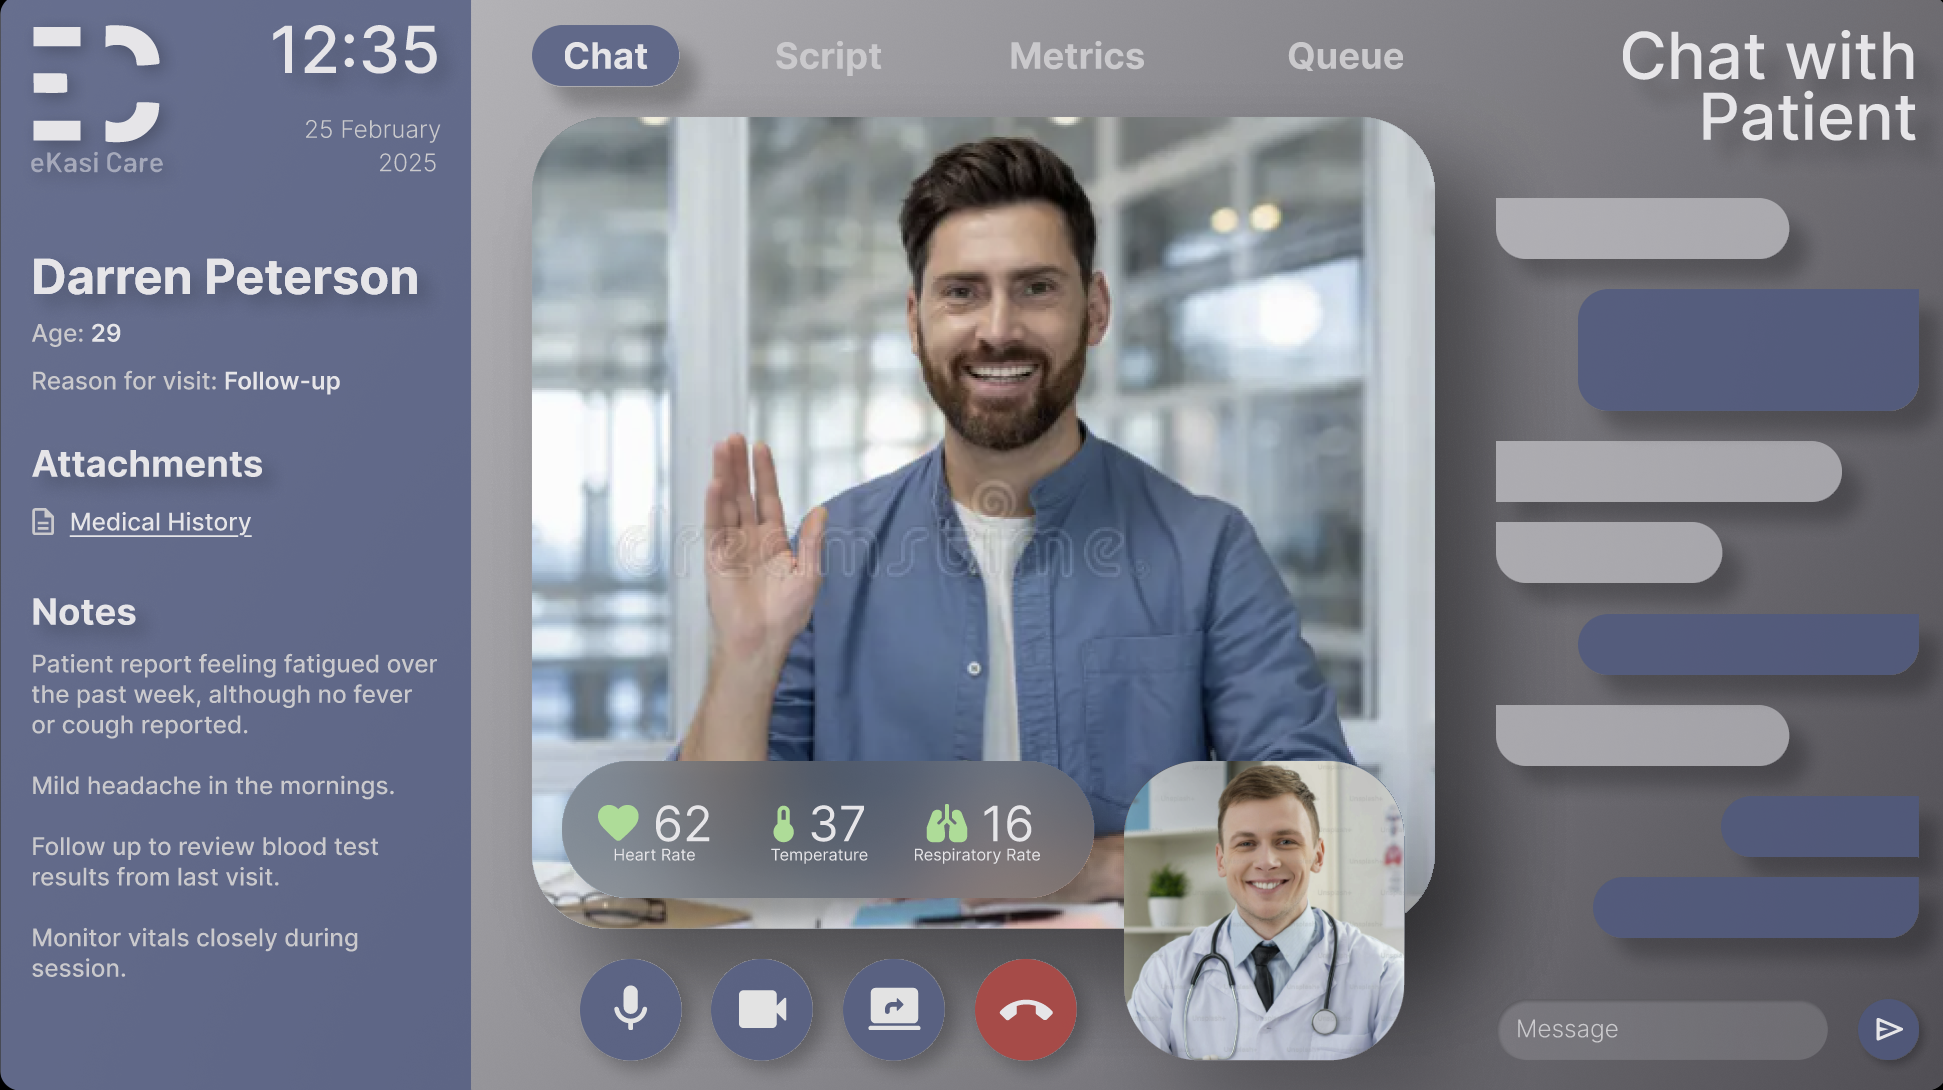 eKasi Care
12:35
25 February
2025
Darren Peterson
Age: 29
Reason for visit: Follow-up
Attachments
Medical History
Notes
Patient report feeling fatigued over
the past week, although no fever
or cough reported.
Mild headache in the mornings.
Follow up to review blood test
results from last visit.
Monitor vitals closely during
session.
Chat
Script
Metrics
Queue
dreamstime.
62
Heart Rate
37
Temperature
16
Respiratory Rate
Chat with
Patient
Message